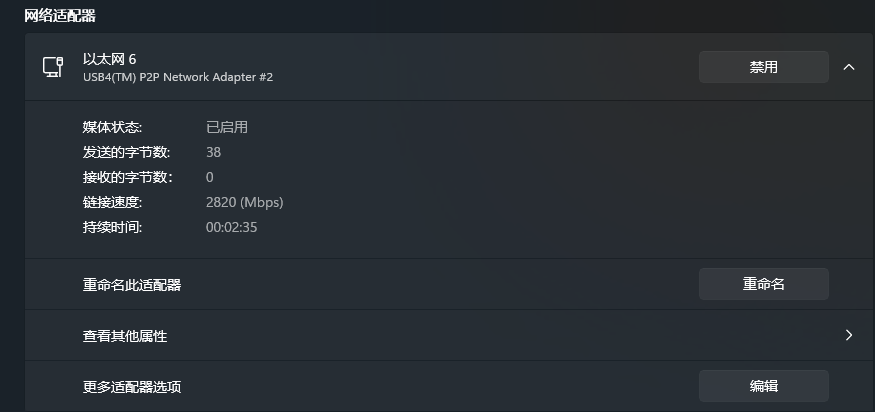 网络适配器
以太网 6
USB4(TM) P2P Network Adapter #2
禁用
媒体状态: 已启用
发送的字节数: 38
接收的字节数: 0
链接速度: 2820 (Mbps)
持续时间: 00:02:35
重命名此适配器 重命名
查看其他属性
更多适配器选项 编辑